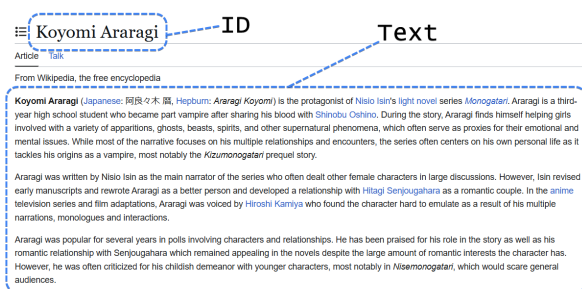 Koyomi Araragi
ID
Text
Article Talk
From Wikipedia, the free encyclopedia
Koyomi Araragi (Japanese: 阿良々木 暦, Hepburn: Araragi Koyomi) is the protagonist of Nisio Isin's light novel series Monogatari. Araragi is a third-
year high school student who became part vampire after sharing his blood with Shinobu Oshino. During the story, Araragi finds himself helping girls
involved with a variety of apparitions, ghosts, beasts, spirits, and other supernatural phenomena, which often serve as proxies for their emotional and
mental issues. While most of the narrative focuses on his multiple relationships and encounters, the series often centers on his own personal life as it
tackles his origins as a vampire, most notably the Kizumonogatari prequel story.
Araragi was written by Nisio Isin as the main narrator of the series who often dealt other female characters in large discussions. However, Isin revised
early manuscripts and rewrote Araragi as a better person and developed a relationship with Hitagi Senjougahara as a romantic couple. In the anime
television series and film adaptations, Araragi was voiced by Hiroshi Kamiya who found the character hard to emulate as a result of his multiple
narrations, monologues and interactions.
Araragi was popular for several years in polls involving characters and relationships. He has been praised for his role in the story as well as his
romantic relationship with Senjougahara which remained appealing in the novels despite the large amount of romantic interests the character has.
However, he was often criticized for his childish demeanor with younger characters, most notably in Nisemonogatari, which would scare general
audiences.